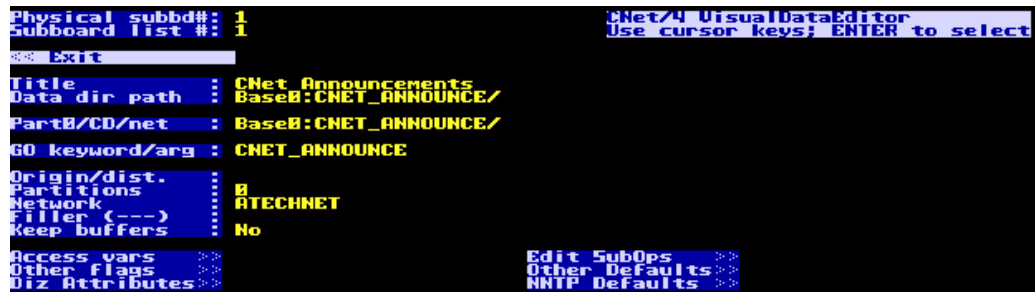 Physical subbd#: 1
Subboard list #: 1
CNet/4 VisualDataEditor
Use cursor keys; ENTER to select
<< Exit
Title : CNet Announcements
Data dir path : Base0:CNET_ANNOUNCE/
Part0/CD/net : Base0:CNET_ANNOUNCE/
GO keyword/arg : CNET_ANNOUNCE
Origin/dist. :
Partitions : 0
Network : ATECHNET
Filler (---) :
Keep buffers : No
Access vars >> Edit SubOps >>
Other flags >> Other Defaults>>
Diz Attributes>> NNTP Defaults >>